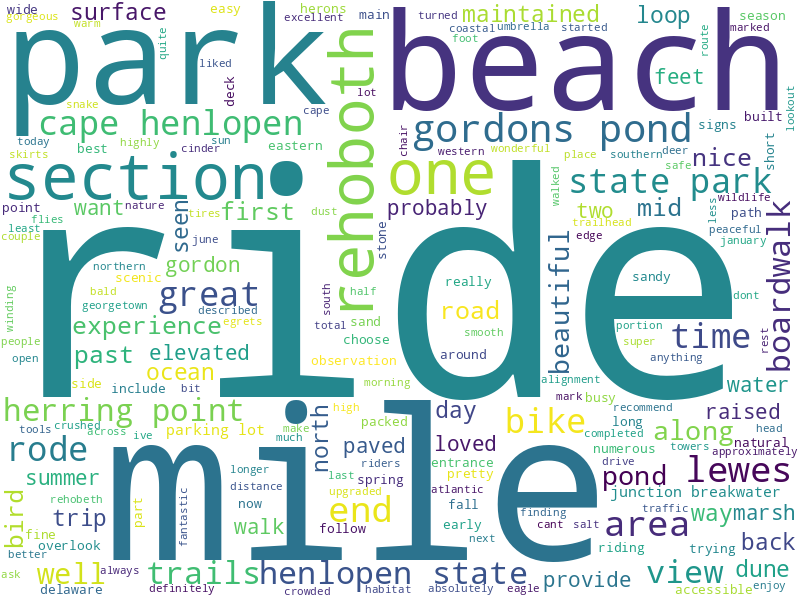 wide
surface
easy
herons
main
turned
umbrella
started
maintained
loop
season
gorgeous
warm
excellent
coastal
foot
marked
route
park
beach
quite
liked
deck
lot
cape
feet
snake
built
lookout
cape henlopen
rehoboth
gordons pond
signs
today
skirts
best
highly
cinder
sun
eastern
chair
western
wonderful
place
southern
deer
safe
nice
short
section
one
state park
point
nature
want
tires
first
dust
probably
walked
two
mid
less
wildlife
path
flies
least
couple
seen
june
stone
trailhead
edge
peaceful
january
boardwalk
ride
northern
gordon
scenic
bald
great
georgetown
described
egrets
south
half
total
sand
choose
really
road
smooth
around
beautiful
sandy
dont
portion
super
time
anything
rest
winding
people
open
experience
past
elevated
ocean
side
include
bit
observation
morning
alignment
mark
busy
water
herring point
tools
crushed
across
ive
parking lot
make
much
high
north
day
packed
bike
recommend
long
completed
along
raised
natural
head
towers
approximately
numerous
rode
summer
mile
paved
loved
entrance
pretty
drive
pond
lewes
longer
distance
riders
spring
last
upgraded
atlantic
fall
junction breakwater
bird
rehobeth
trip
part
fantastic
now
walk
end
early
next
finding
cant
salt
traffic
area
way
marsh
fine
better
overlook
follow
riding
trying
back
ask
well
delaware
always
definitely
trails
henlopen state
crowded
habitat
absolutely
eagle
provide
view
accessible
dune
enjoy